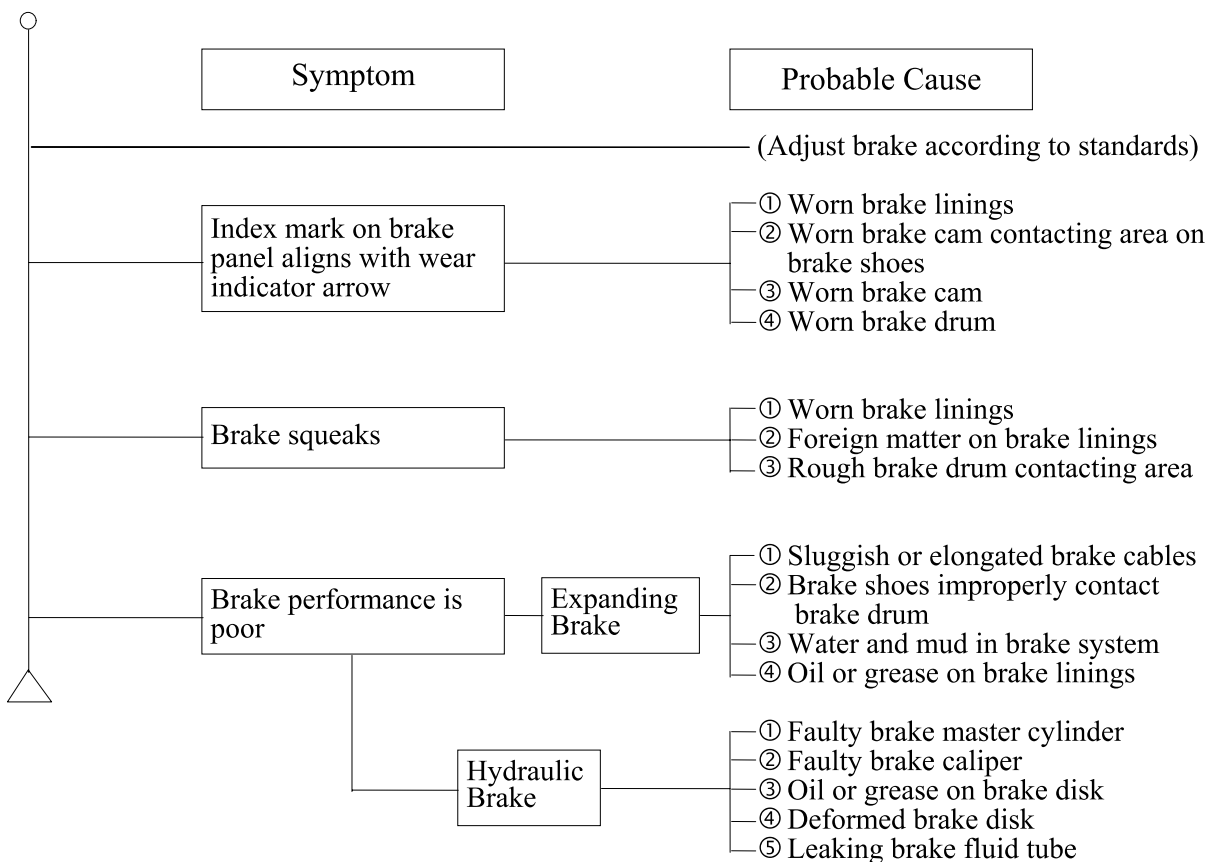 Symptom
Probable Cause
(Adjust brake according to standards)
Index mark on brake
panel aligns with wear
indicator arrow
① Worn brake linings
② Worn brake cam contacting area on
brake shoes
③ Worn brake cam
④ Worn brake drum
Brake squeaks
① Worn brake linings
② Foreign matter on brake linings
③ Rough brake drum contacting area
Brake performance is
poor
Expanding
Brake
① Sluggish or elongated brake cables
② Brake shoes improperly contact
brake drum
③ Water and mud in brake system
④ Oil or grease on brake linings
Hydraulic
Brake
① Faulty brake master cylinder
② Faulty brake caliper
③ Oil or grease on brake disk
④ Deformed brake disk
⑤ Leaking brake fluid tube